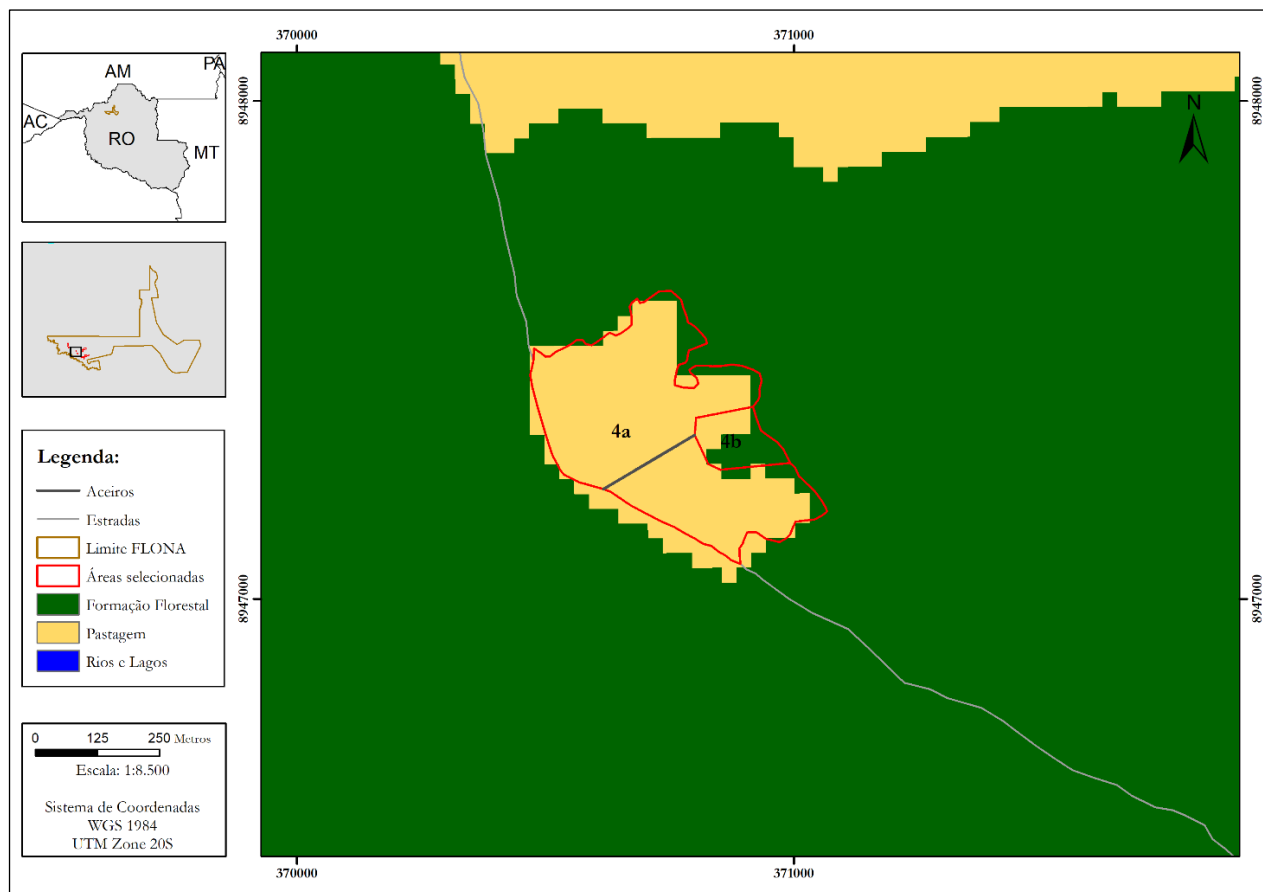 AM
PA
AC
RO
MT
Legenda:
Aceiros
Estradas
Limite FLONA
Áreas selecionadas
Formação Florestal
Pastagem
Rios e Lagos
0 125 250 Metros
Escala: 1:8.500
Sistema de Coordenadas
WGS 1984
UTM Zone 20S
370000 371000
8948000 8948000
N
4a
4b
8947000 8947000
370000 371000